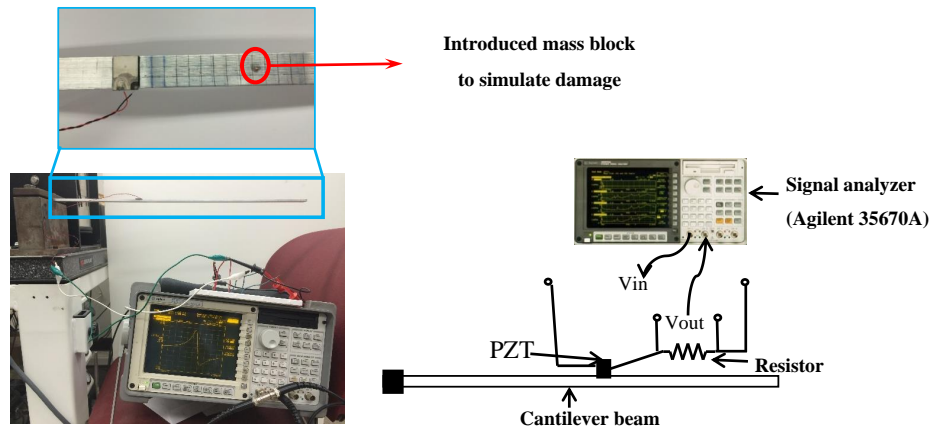 Introduced mass block
to simulate damage
Signal analyzer
(Agilent 35670A)
Vin
Vout
PZT
Resistor
Cantilever beam